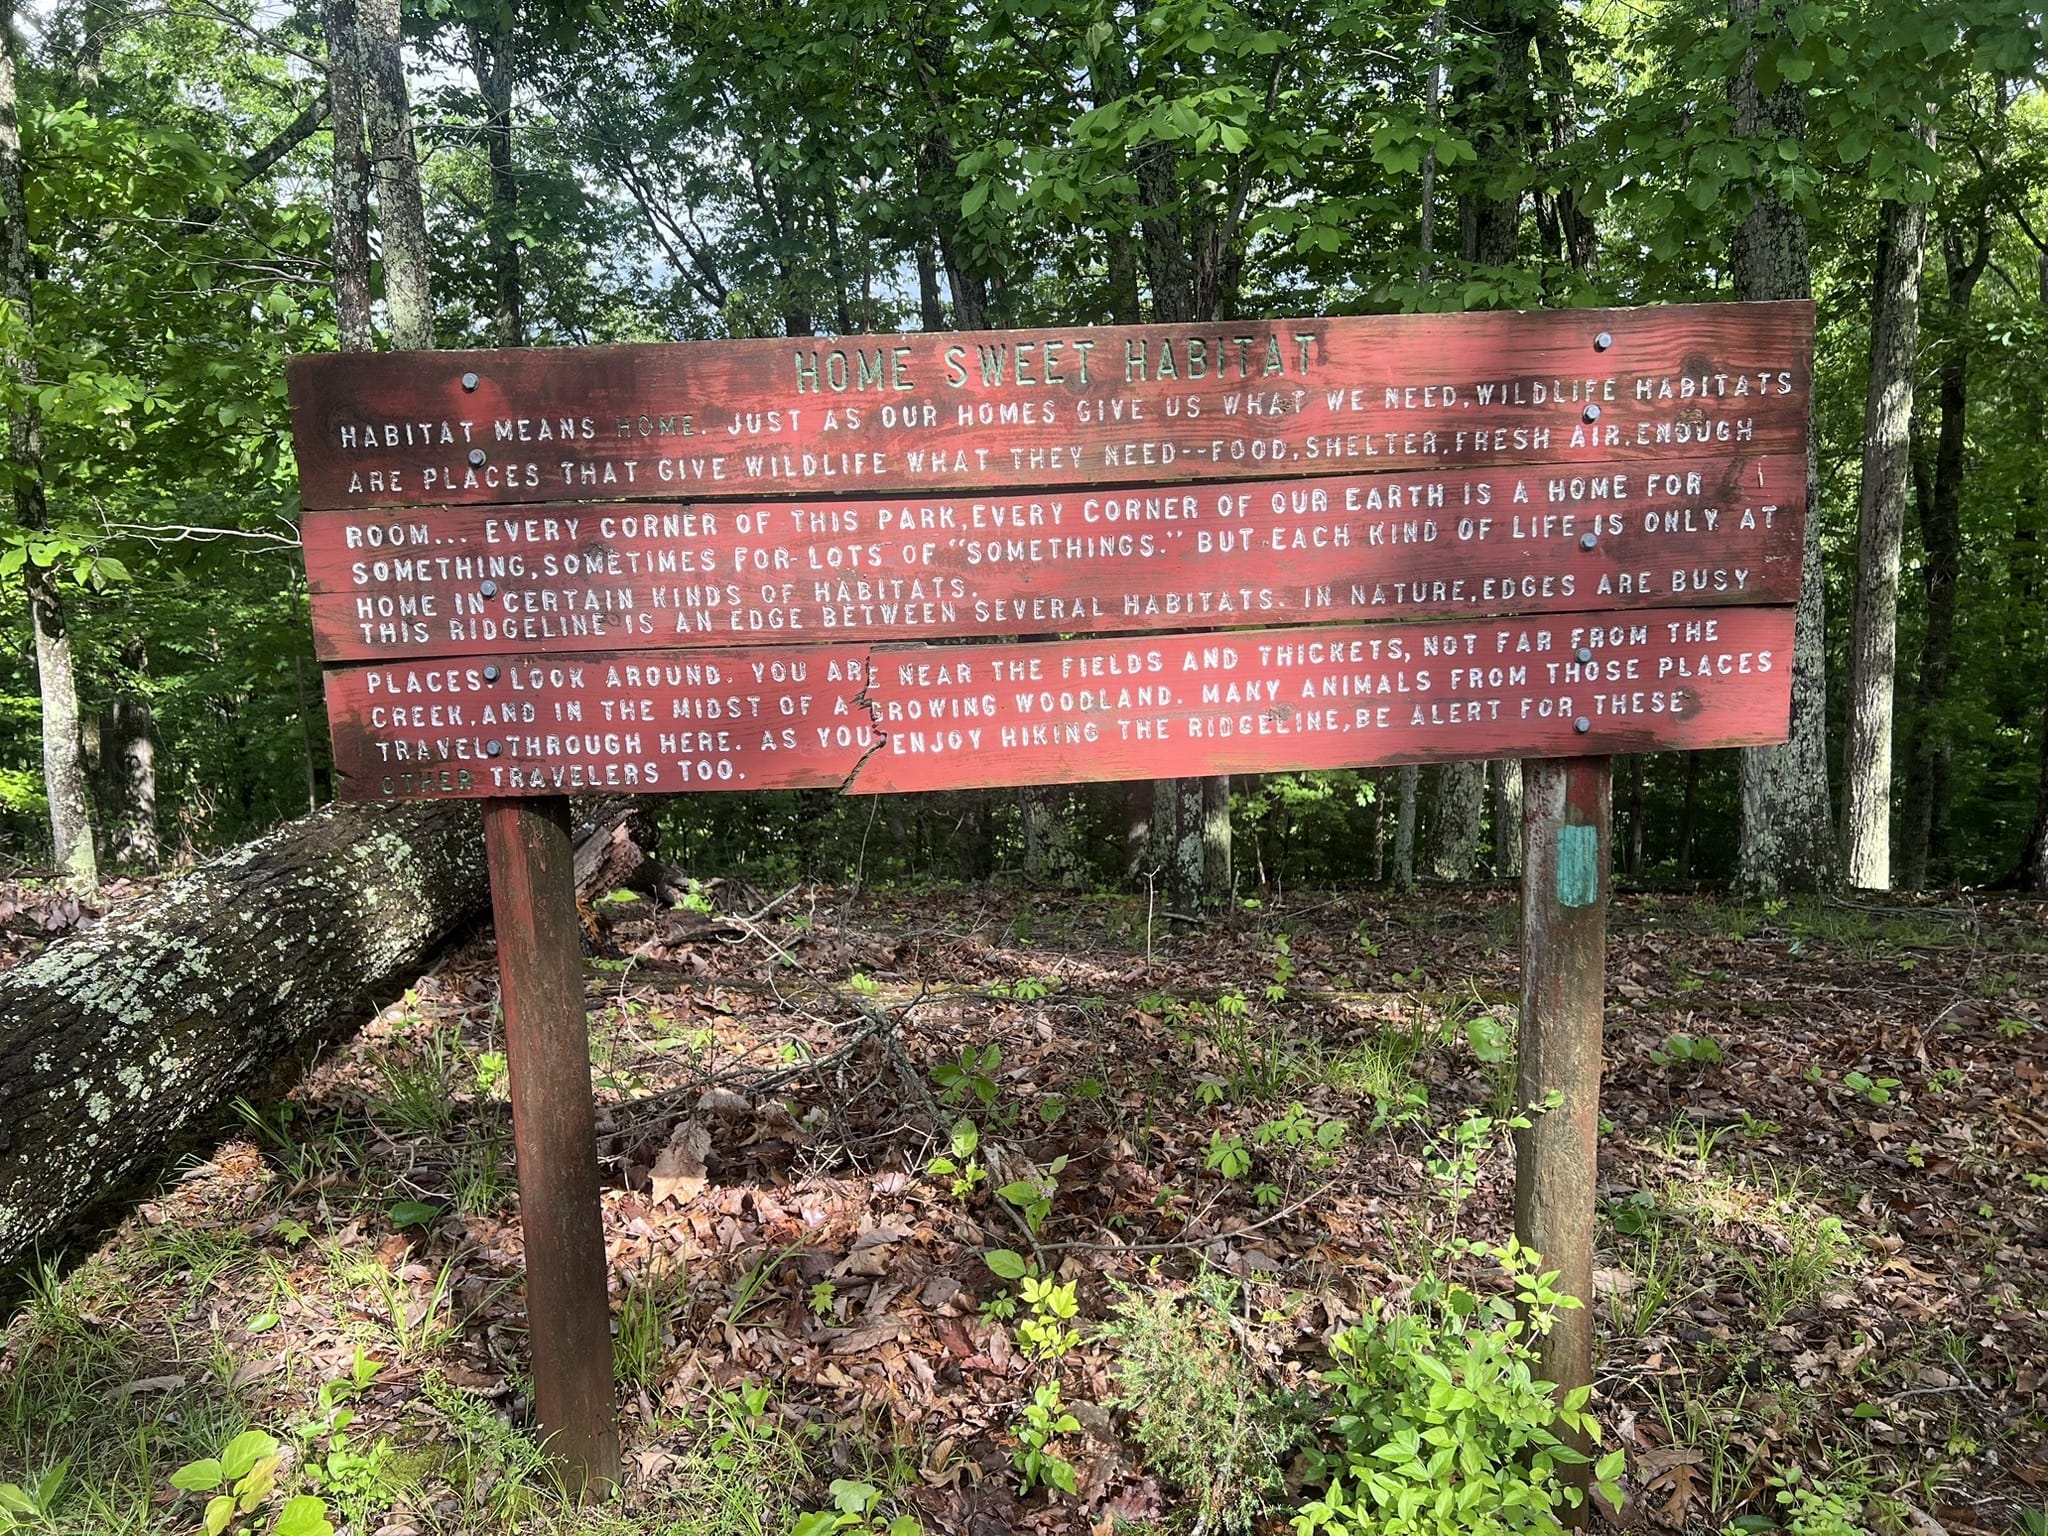 HOME SWEET HABITAT
HABITAT MEANS HOME. JUST AS OUR HOMES GIVE US WHAT WE NEED, WILDLIFE HABITATS
ARE PLACES THAT GIVE WILDLIFE WHAT THEY NEED--FOOD, SHELTER, FRESH AIR, ENOUGH
ROOM... EVERY CORNER OF THIS PARK, EVERY CORNER OF OUR EARTH IS A HOME FOR
SOMETHING, SOMETIMES FOR LOTS OF "SOMETHINGS." BUT EACH KIND OF LIFE IS ONLY AT
HOME IN CERTAIN KINDS OF HABITATS.
THIS RIDGELINE IS AN EDGE BETWEEN SEVERAL HABITATS. IN NATURE, EDGES ARE BUSY
PLACES. LOOK AROUND. YOU ARE NEAR THE FIELDS AND THICKETS, NOT FAR FROM THE
CREEK, AND IN THE MIDST OF A GROWING WOODLAND. MANY ANIMALS FROM THOSE PLACES
TRAVEL THROUGH HERE. AS YOU ENJOY HIKING THE RIDGELINE, BE ALERT FOR THESE
OTHER TRAVELERS TOO.